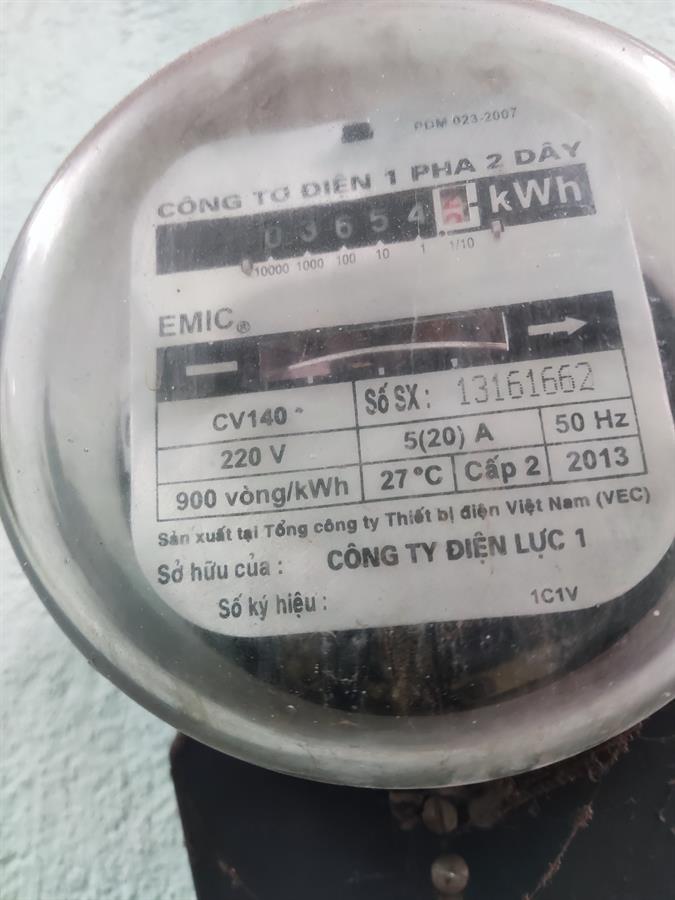 PDM 023-2007
CÔNG TƠ ĐIỆN 1 PHA 2 DÂY
03654 kWh
10000 1000 100 10 1 1/10
EMIC®
CV140 Số SX: 13161662
220 V 5(20) A 50 Hz
900 vòng/kWh 27°C Cấp 2 2013
Sản xuất tại Tổng công ty Thiết bị điện Việt Nam (VEC)
Sở hữu của: CÔNG TY ĐIỆN LỰC 1
Số ký hiệu: 1C1V